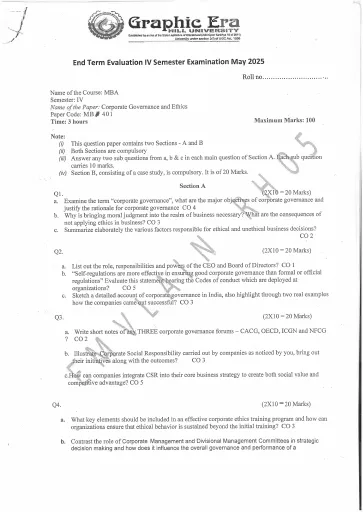 Graphic Era
HILL UNIVERSITY
End Term Evaluation IV Semester Examination May 2025
Roll no..............................
Name of the Course: MBA
Semester: IV
Name of the Paper: Corporate Governance and Ethics
Paper Code: MB# 401
Time: 3 hours Maximum Marks: 100
Note:
(i) This question paper contains two Sections - A and B
(ii) Both Sections are compulsory
(iii) Answer any two sub questions from a, b & c in each main question of Section A. Each sub question
carries 10 marks.
(iv) Section B, consisting of a case study, is compulsory. It is of 20 Marks.
Section A
Q1. (2X10 = 20 Marks)
a. Examine the term "corporate governance", what are the major objectives of corporate governance and
justify the rationale for corporate governance CO 4
b. Why is bringing moral judgment into the realm of business necessary? What are the consequences of
not applying ethics in business? CO 3
c. Summarize elaborately the various factors responsible for ethical and unethical business decisions?
CO 2
Q2. (2X10 = 20 Marks)
a. List out the role, responsibilities and powers of the CEO and Board of Directors? CO 1
b. "Self-regulations are more effective in ensuring good corporate governance than formal or official
regulations" Evaluate this statement bearing the Codes of conduct which are deployed at
organizations? CO 5
c. Sketch a detailed account of corporate governance in India, also highlight through two real examples
how the companies came out successful? CO 3
Q3. (2X10 = 20 Marks)
a. Write short notes of any THREE corporate governance forums – CACG, OECD, ICGN and NFCG
? CO 2
b. Illustrate Corporate Social Responsibility carried out by companies as noticed by you, bring out
their initiatives along with the outcomes? CO 3
c. How can companies integrate CSR into their core business strategy to create both social value and
competitive advantage? CO 5
Q4. (2X10 = 20 Marks)
a. What key elements should be included in an effective corporate ethics training program and how can
organizations ensure that ethical behavior is sustained beyond the initial training? CO 3
b. Contrast the role of Corporate Management and Divisional Management Committees in strategic
decision making and how does it influence the overall governance and performance of a